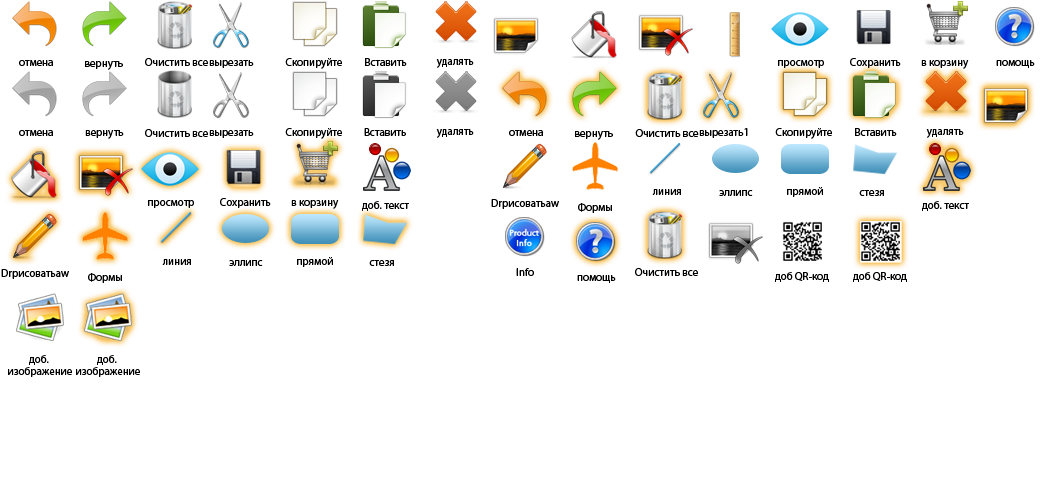 отмена
вернуть
Очистить все
вырезать
Скопируйте
Вставить
удалять
просмотр
Сохранить
в корзину
помощь
отмена
вернуть
Очистить все
вырезать
Скопируйте
Вставить
удалять
отмена
вернуть
Очистить все
вырезать1
Скопируйте
Вставить
удалять
просмотр
Сохранить
в корзину
доб. текст
Drрисоватьaw
Формы
линия
эллипс
прямой
стезя
доб. текст
Drрисоватьaw
Формы
линия
эллипс
прямой
стезя
Product
Info
Info
помощь
Очистить все
доб QR-код
доб QR-код
доб.
изображение
доб.
изображение